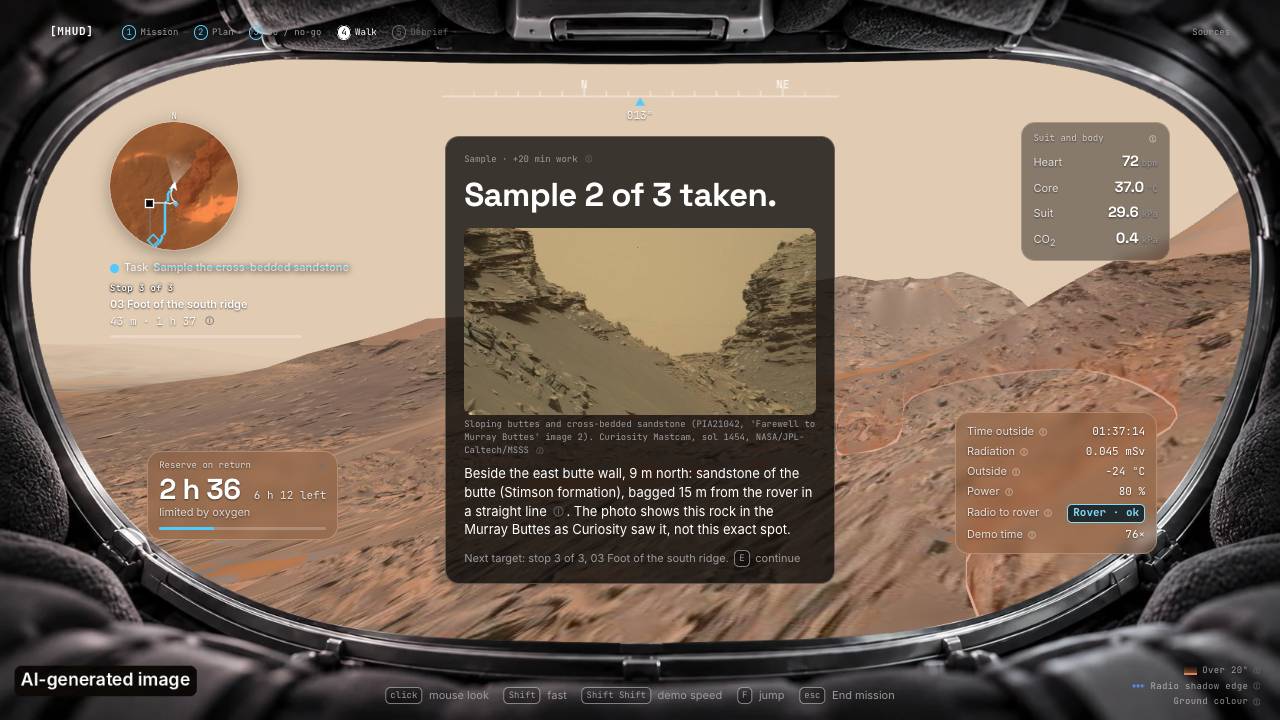 [MHUD] 1 Mission 2 Plan 3 Go / no-go 4 Walk 5 Debrief
Sources
N NE
013°
N
Task Sample the cross-bedded sandstone
Stop 3 of 3
03 Foot of the south ridge
43 m · 1 h 37
Sample · +20 min work
Sample 2 of 3 taken.
Sloping buttes and cross-bedded sandstone (PIA21042, 'Farewell to
Murray Buttes' image 2). Curiosity Mastcam, sol 1454, NASA/JPL-
Caltech/MSSS
Beside the east butte wall, 9 m north: sandstone of the
butte (Stimson formation), bagged 15 m from the rover in
a straight line . The photo shows this rock in the
Murray Buttes as Curiosity saw it, not this exact spot.
Next target: stop 3 of 3, 03 Foot of the south ridge. E continue
Suit and body
Heart 72 bpm
Core 37.0 °C
Suit 29.6 kPa
CO2 0.4 kPa
Reserve on return
2 h 36 6 h 12 left
limited by oxygen
Time outside 01:37:14
Radiation 0.045 mSv
Outside -24 °C
Power 80 %
Radio to rover Rover · ok
Demo time 76×
AI-generated image
click mouse look Shift fast Shift Shift demo speed F jump esc End mission
Over 20°
Radio shadow edge
Ground colour